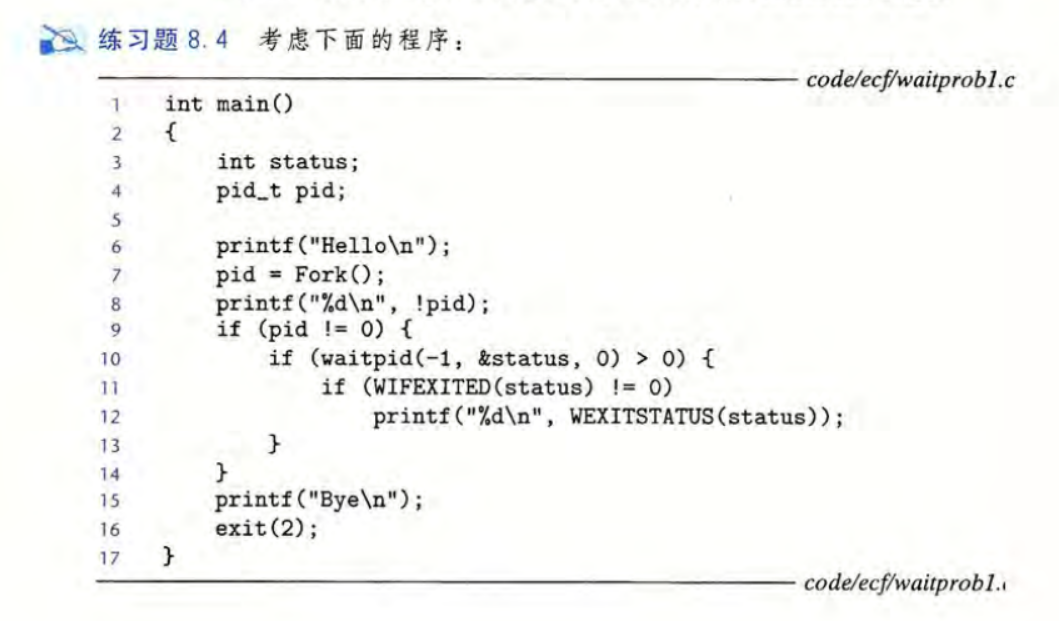 练习题 8.4 考虑下面的程序：
code/ecf/waitprob1.c
1 int main()
2 {
3 int status;
4 pid_t pid;
5
6 printf("Hello\n");
7 pid = Fork();
8 printf("%d\n", !pid);
9 if (pid != 0) {
10 if (waitpid(-1, &status, 0) > 0) {
11 if (WIFEXITED(status) != 0)
12 printf("%d\n", WEXITSTATUS(status));
13 }
14 }
15 printf("Bye\n");
16 exit(2);
17 }
code/ecf/waitprob1.